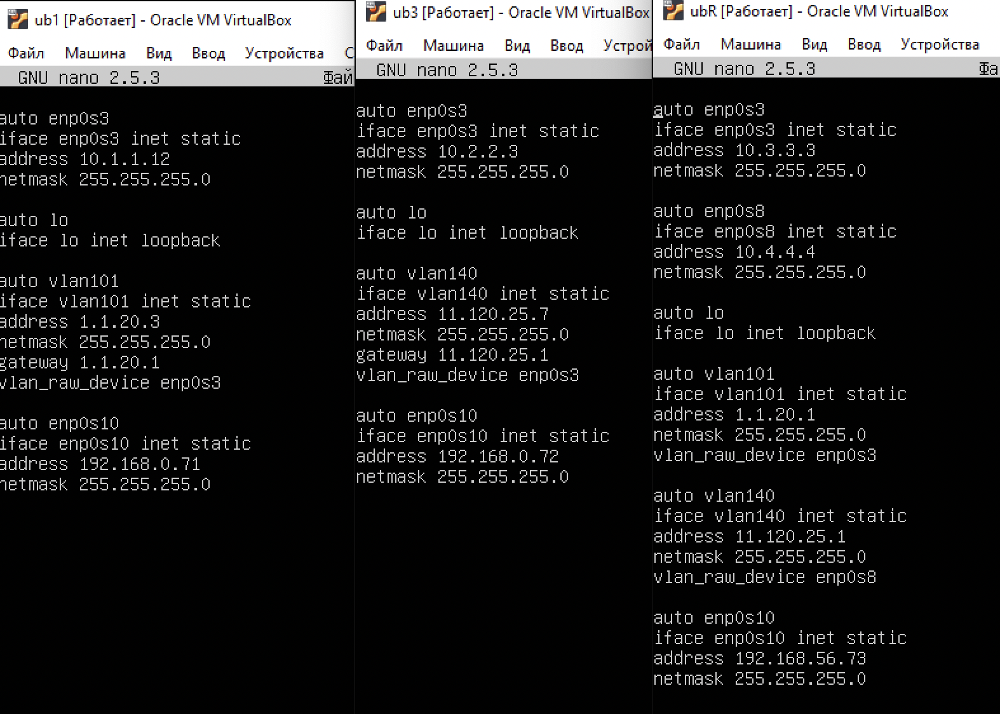 ub1 [Работает] - Oracle VM VirtualBox
Файл Машина Вид Ввод Устройства С
GNU nano 2.5.3 Фай
auto enp0s3
iface enp0s3 inet static
address 10.1.1.12
netmask 255.255.255.0
auto lo
iface lo inet loopback
auto vlan101
iface vlan101 inet static
address 1.1.20.3
netmask 255.255.255.0
gateway 1.1.20.1
vlan_raw_device enp0s3
auto enp0s10
iface enp0s10 inet static
address 192.168.0.71
netmask 255.255.255.0
ub3 [Работает] - Oracle VM VirtualBox
Файл Машина Вид Ввод Устрой
GNU nano 2.5.3
auto enp0s3
iface enp0s3 inet static
address 10.2.2.3
netmask 255.255.255.0
auto lo
iface lo inet loopback
auto vlan140
iface vlan140 inet static
address 11.120.25.7
netmask 255.255.255.0
gateway 11.120.25.1
vlan_raw_device enp0s3
auto enp0s10
iface enp0s10 inet static
address 192.168.0.72
netmask 255.255.255.0
ubR [Работает] - Oracle VM VirtualBox
Файл Машина Вид Ввод Устройства
GNU nano 2.5.3 Фа
auto enp0s3
iface enp0s3 inet static
address 10.3.3.3
netmask 255.255.255.0
auto enp0s8
iface enp0s8 inet static
address 10.4.4.4
netmask 255.255.255.0
auto lo
iface lo inet loopback
auto vlan101
iface vlan101 inet static
address 1.1.20.1
netmask 255.255.255.0
vlan_raw_device enp0s3
auto vlan140
iface vlan140 inet static
address 11.120.25.1
netmask 255.255.255.0
vlan_raw_device enp0s8
auto enp0s10
iface enp0s10 inet static
address 192.168.56.73
netmask 255.255.255.0